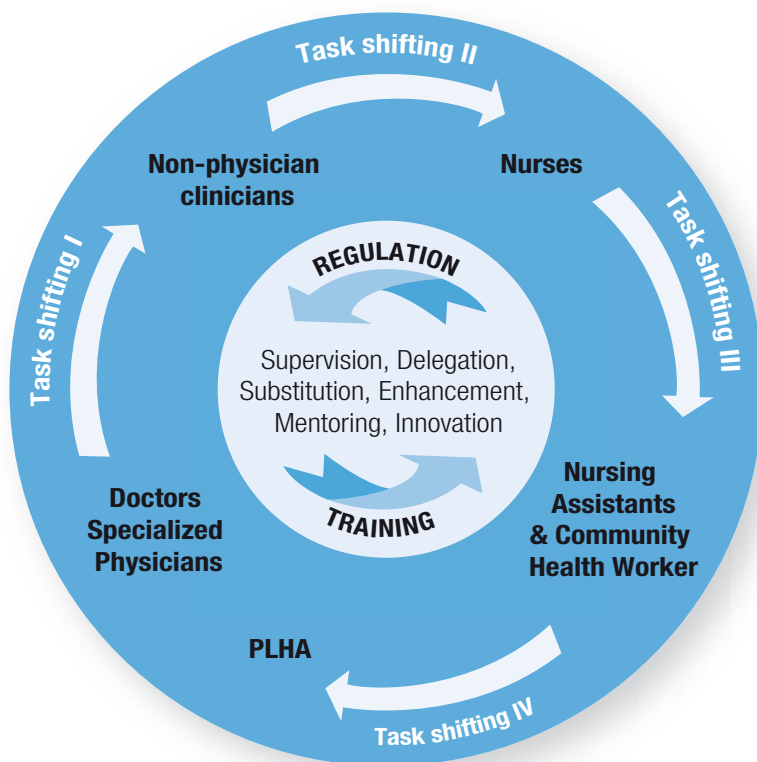 Task shifting II
Non-physician
clinicians
Nurses
Task shifting I
Task shifting III
REGULATION
Supervision, Delegation,
Substitution, Enhancement,
Mentoring, Innovation
TRAINING
Doctors
Specialized
Physicians
Nursing
Assistants
& Community
Health Worker
PLHA
Task shifting IV